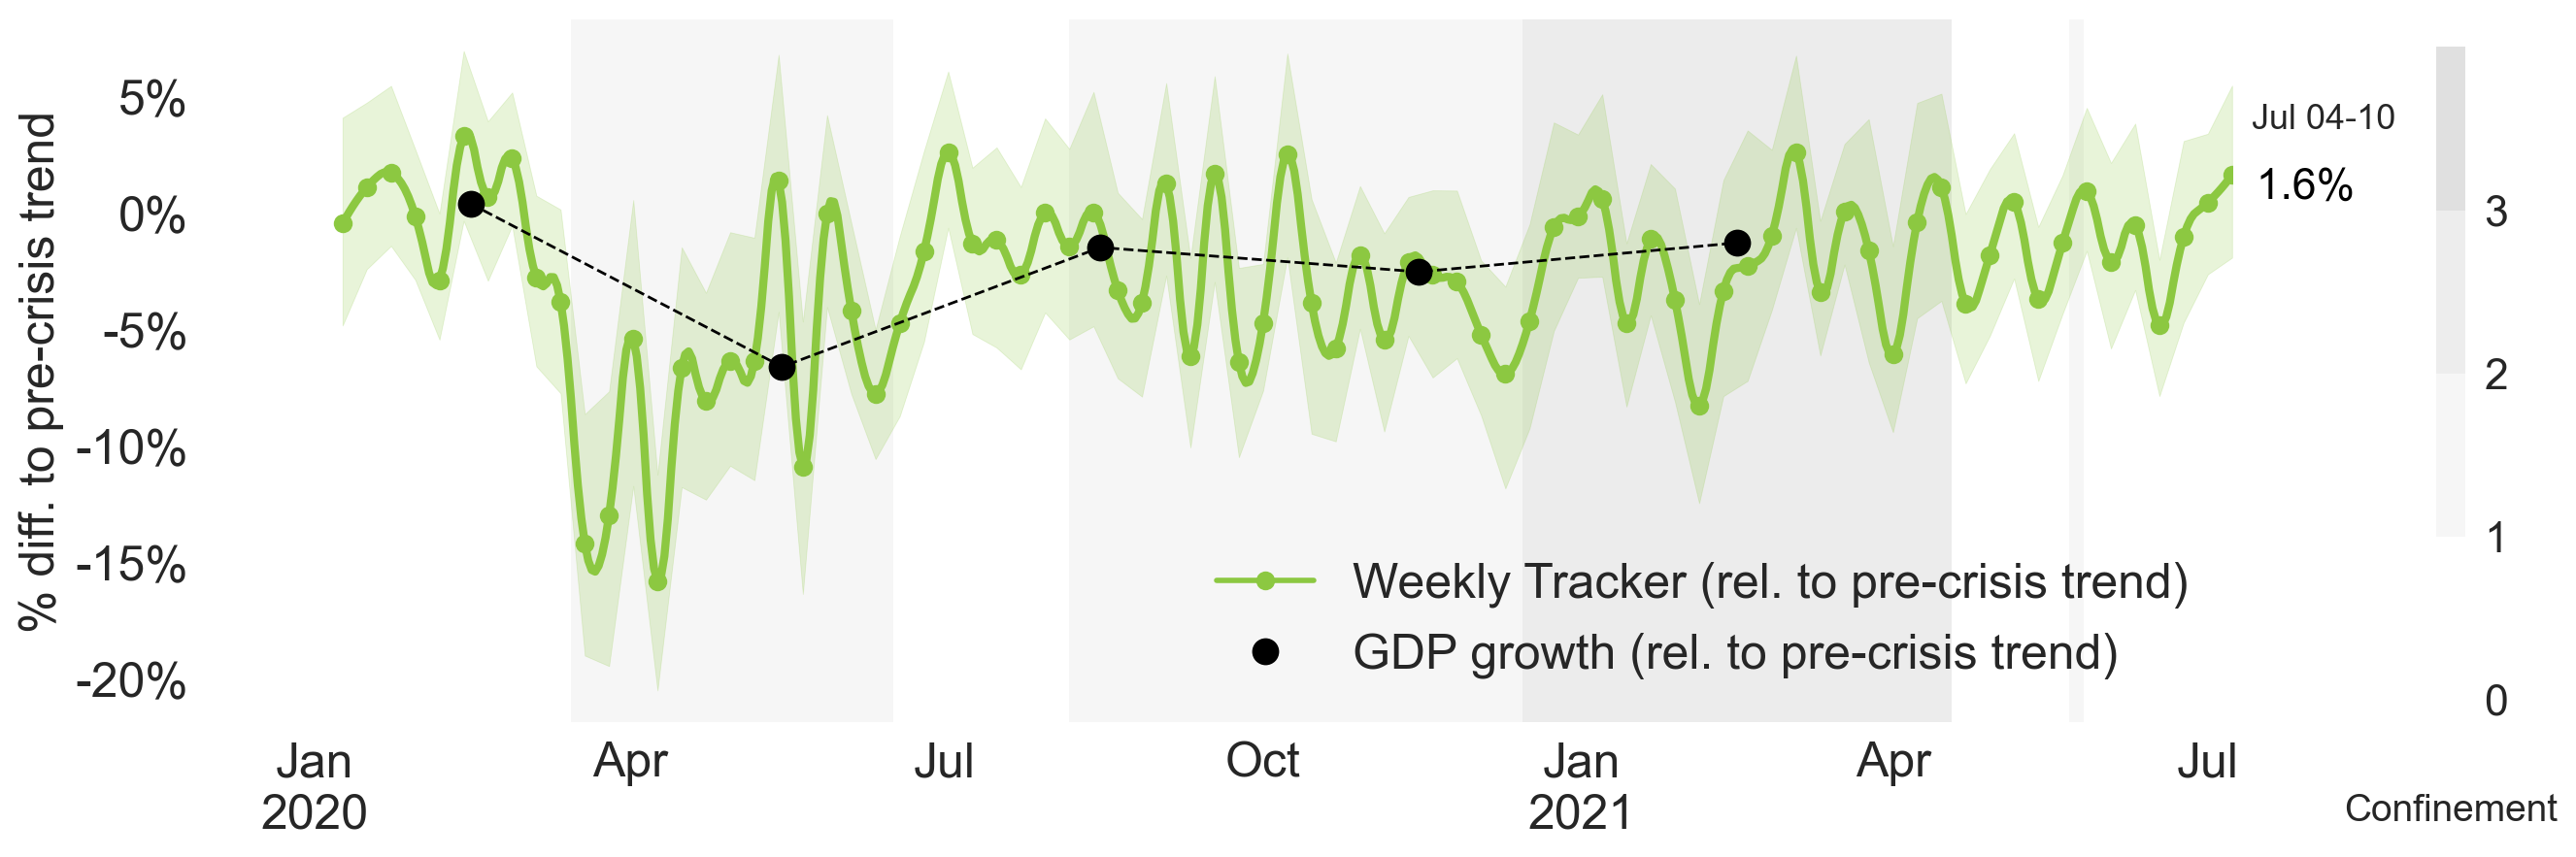 % diff. to pre-crisis trend
5%
0%
-5%
-10%
-15%
-20%
Jul 04-10
1.6%
Weekly Tracker (rel. to pre-crisis trend)
GDP growth (rel. to pre-crisis trend)
Jan
2020
Apr
Jul
Oct
Jan
2021
Apr
Jul
3
2
1
0
Confinement